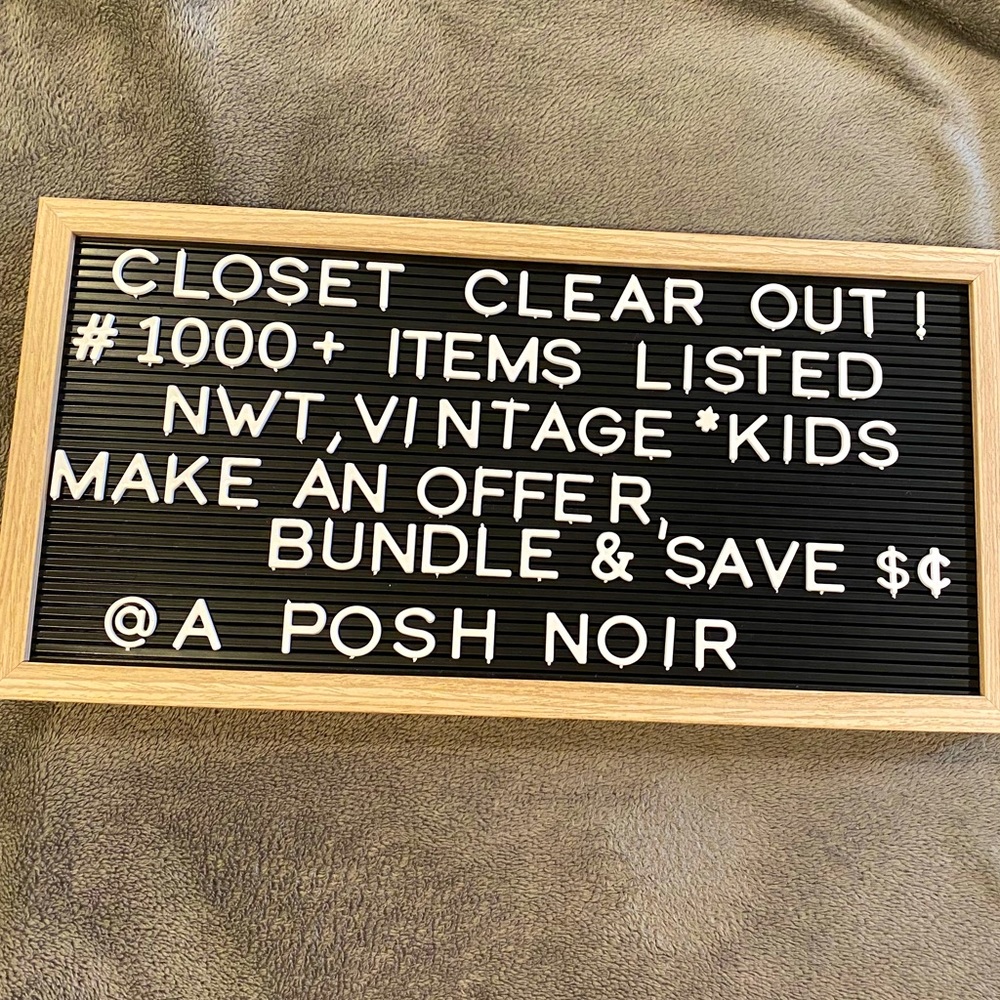 CLOSET CLEAR OUT!
#1000+ ITEMS LISTED
NWT,VINTAGE *KIDS
MAKE AN OFFER,
BUNDLE & 'SAVE $¢
@A POSH NOIR